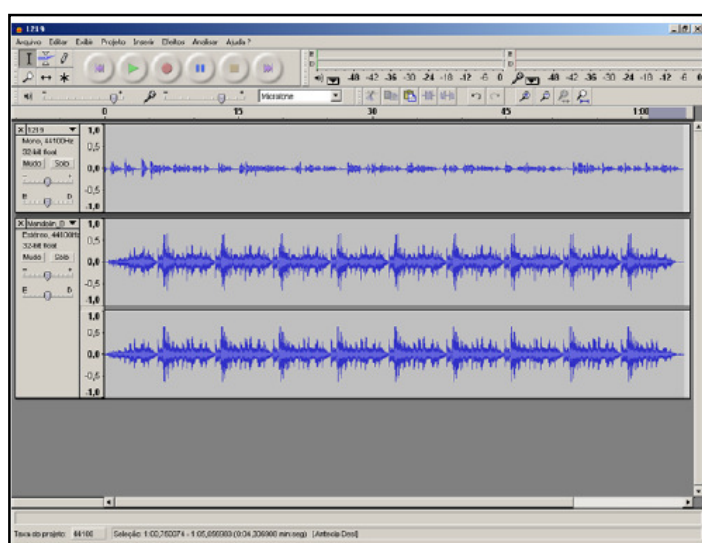 1219
Arquivo Editar Exibir Projeto Inserir Efeitos Analisar Ajuda?
-48 -42 -36 -30 -24 -18 -12 -6 0
-48 -42 -36 -30 -24 -18 -12 -6 0
Microfone
0 15 30 45 1:00
1219
Mono, 44100Hz
32-bit float
Mudo Solo
- +
E D
1,0
0,5
0,0
-0,5
-1,0
Mandolin_D
Estéreo, 44100Hz
32-bit float
Mudo Solo
- +
E D
1,0
0,5
0,0
-0,5
-1,0
1,0
0,5
0,0
-0,5
-1,0
Taxa do projeto: 44100 Seleção: